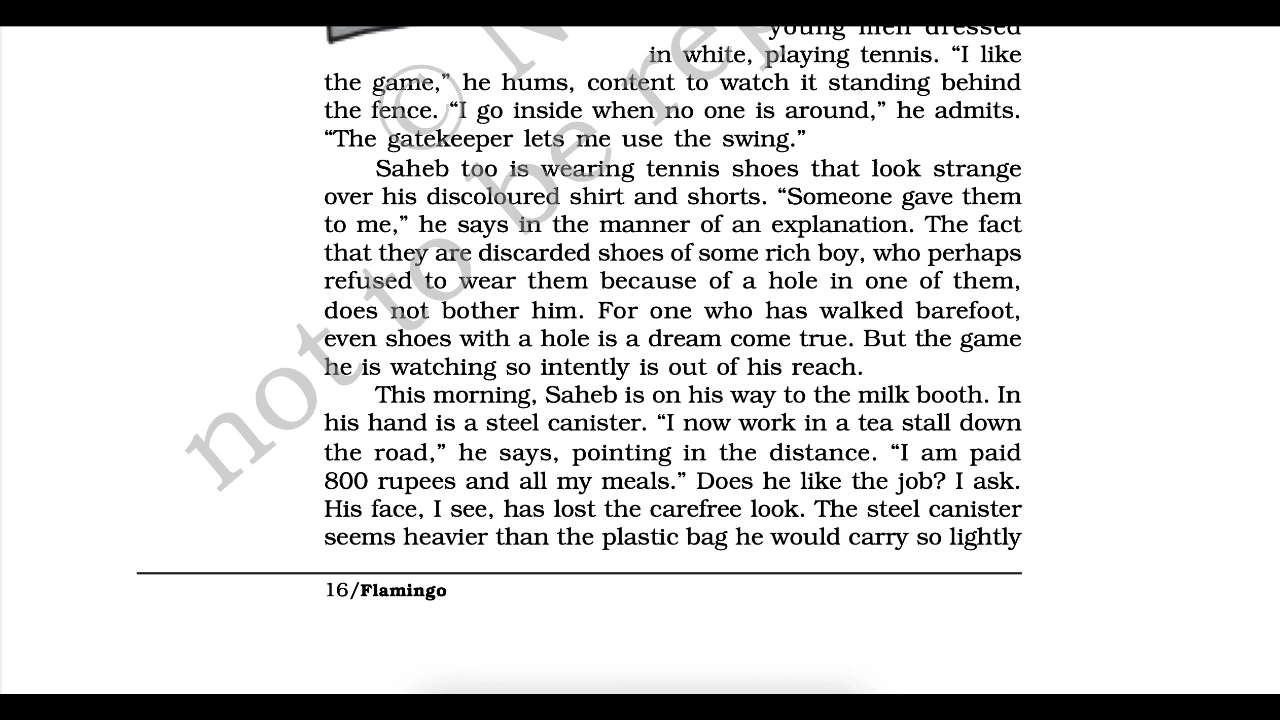 young men dressed
in white, playing tennis. “I like
the game,” he hums, content to watch it standing behind
the fence. “I go inside when no one is around,” he admits.
“The gatekeeper lets me use the swing.”
Saheb too is wearing tennis shoes that look strange
over his discoloured shirt and shorts. “Someone gave them
to me,” he says in the manner of an explanation. The fact
that they are discarded shoes of some rich boy, who perhaps
refused to wear them because of a hole in one of them,
does not bother him. For one who has walked barefoot,
even shoes with a hole is a dream come true. But the game
he is watching so intently is out of his reach.
This morning, Saheb is on his way to the milk booth. In
his hand is a steel canister. “I now work in a tea stall down
the road,” he says, pointing in the distance. “I am paid
800 rupees and all my meals.” Does he like the job? I ask.
His face, I see, has lost the carefree look. The steel canister
seems heavier than the plastic bag he would carry so lightly
16/Flamingo
© N
not to be rep